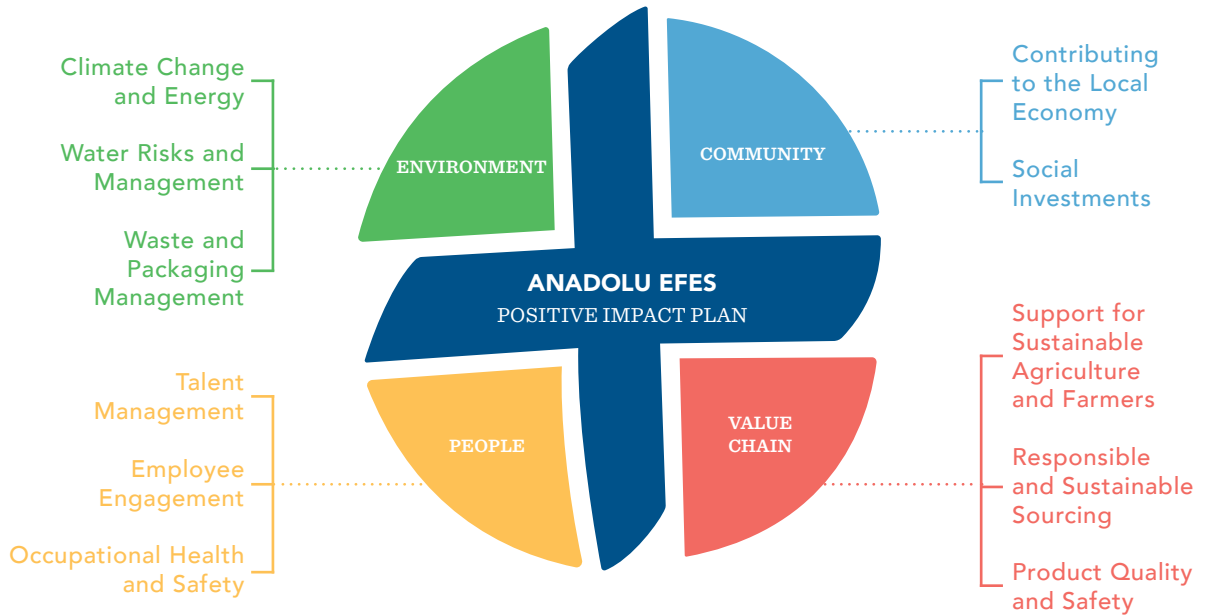 Climate Change
and Energy
Water Risks and
Management
Waste and
Packaging
Management
ENVIRONMENT
COMMUNITY
Contributing
to the Local
Economy
Social
Investments
ANADOLU EFES
POSITIVE IMPACT PLAN
Talent
Management
Employee
Engagement
Occupational Health
and Safety
PEOPLE
VALUE
CHAIN
Support for
Sustainable
Agriculture
and Farmers
Responsible
and Sustainable
Sourcing
Product Quality
and Safety